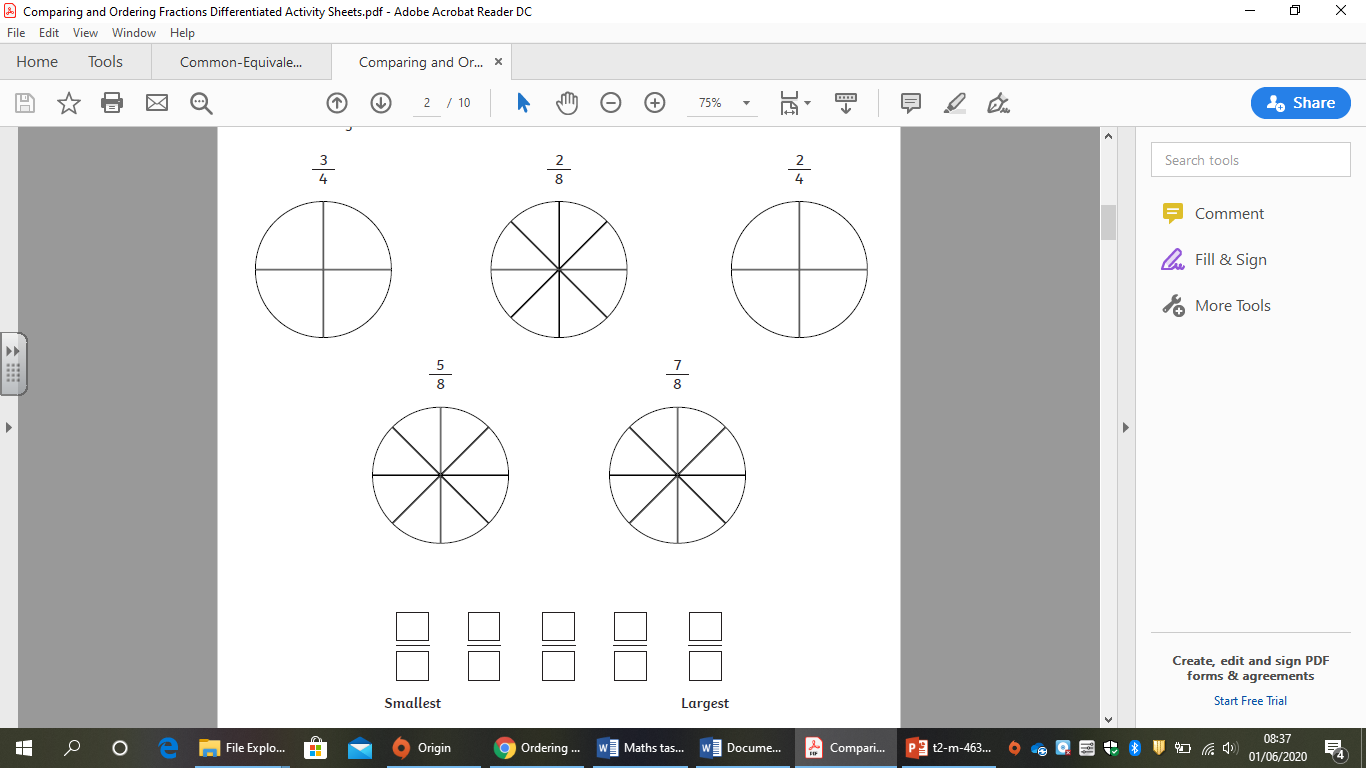 Comparing and Ordering Fractions Differentiated Activity Sheets.pdf - Adobe Acrobat Reader DC
File Edit View Window Help
Home Tools Common-Equivale... Comparing and Or... ×
2 / 10 75% Share
3 2 2
4 8 4
5 7
8 8
Smallest Largest
Search tools
Comment
Fill & Sign
More Tools
Create, edit and sign PDF
forms & agreements
Start Free Trial
File Explo... Origin Ordering ... Maths tas... Docume... Compari... t2-m-463...
08:37
01/06/2020
4